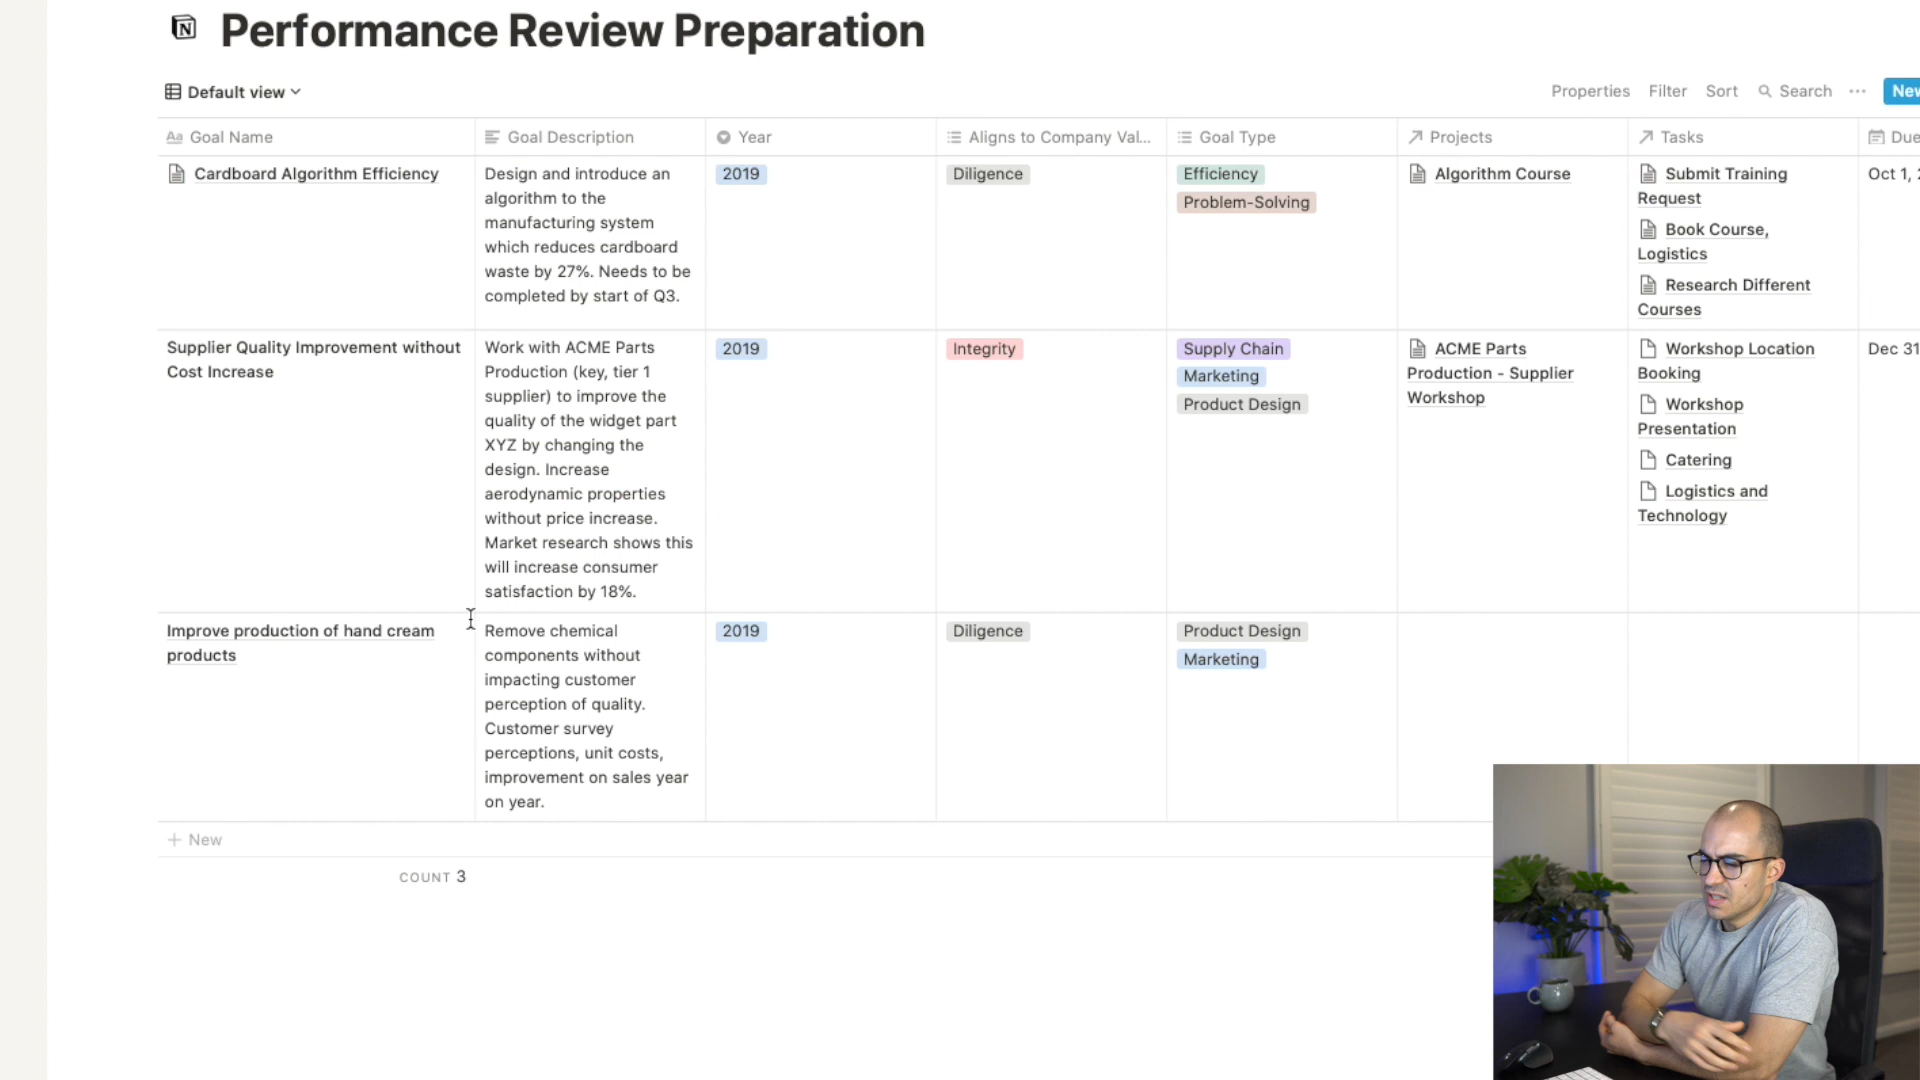 Performance Review Preparation
Default view
Properties Filter Sort Search ... New
Aa Goal Name Goal Description Year Aligns to Company Val... Goal Type Projects Tasks Due
Cardboard Algorithm Efficiency
Design and introduce an
algorithm to the
manufacturing system
which reduces cardboard
waste by 27%. Needs to be
completed by start of Q3.
2019
Diligence
Efficiency
Problem-Solving
Algorithm Course
Submit Training
Request
Book Course,
Logistics
Research Different
Courses
Oct 1, 2
Supplier Quality Improvement without
Cost Increase
Work with ACME Parts
Production (key, tier 1
supplier) to improve the
quality of the widget part
XYZ by changing the
design. Increase
aerodynamic properties
without price increase.
Market research shows this
will increase consumer
satisfaction by 18%.
2019
Integrity
Supply Chain
Marketing
Product Design
ACME Parts
Production - Supplier
Workshop
Workshop Location
Booking
Workshop
Presentation
Catering
Logistics and
Technology
Dec 31
Improve production of hand cream
products
Remove chemical
components without
impacting customer
perception of quality.
Customer survey
perceptions, unit costs,
improvement on sales year
on year.
2019
Diligence
Product Design
Marketing
+ New
COUNT 3